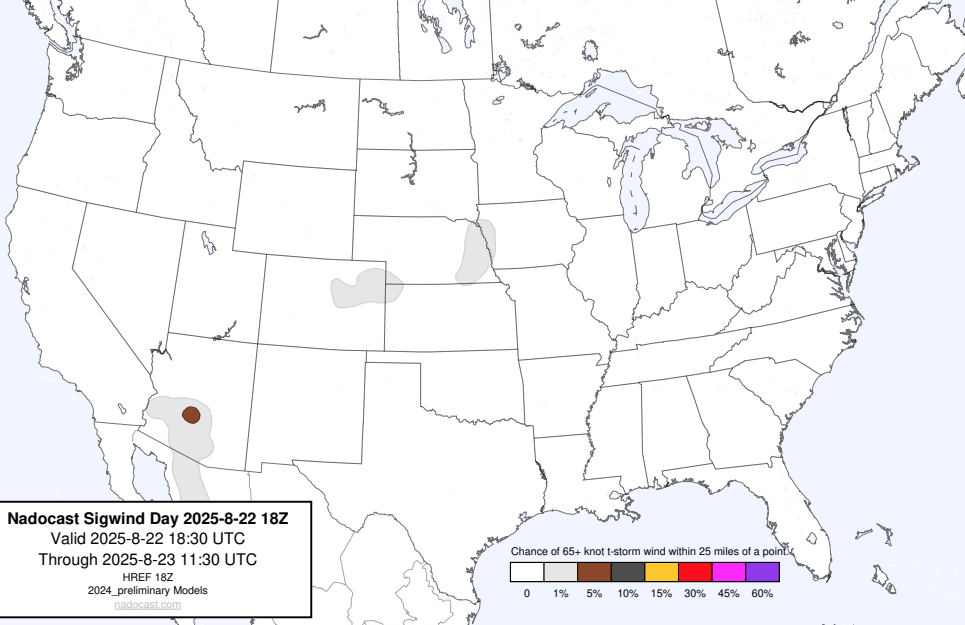 Nadocast Sigwind Day 2025-8-22 18Z
Valid 2025-8-22 18:30 UTC
Through 2025-8-23 11:30 UTC
HREF 18Z
2024_preliminary Models
nadocast.com
Chance of 65+ knot t-storm wind within 25 miles of a point.
0 1% 5% 10% 15% 30% 45% 60%